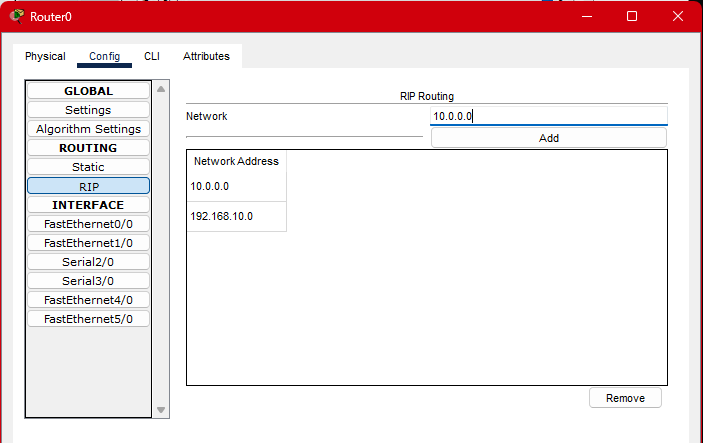 Router0
Physical Config CLI Attributes
GLOBAL
Settings
Algorithm Settings
ROUTING
Static
RIP
INTERFACE
FastEthernet0/0
FastEthernet1/0
Serial2/0
Serial3/0
FastEthernet4/0
FastEthernet5/0
RIP Routing
Network 10.0.0.0
Add
Network Address
10.0.0.0
192.168.10.0
Remove